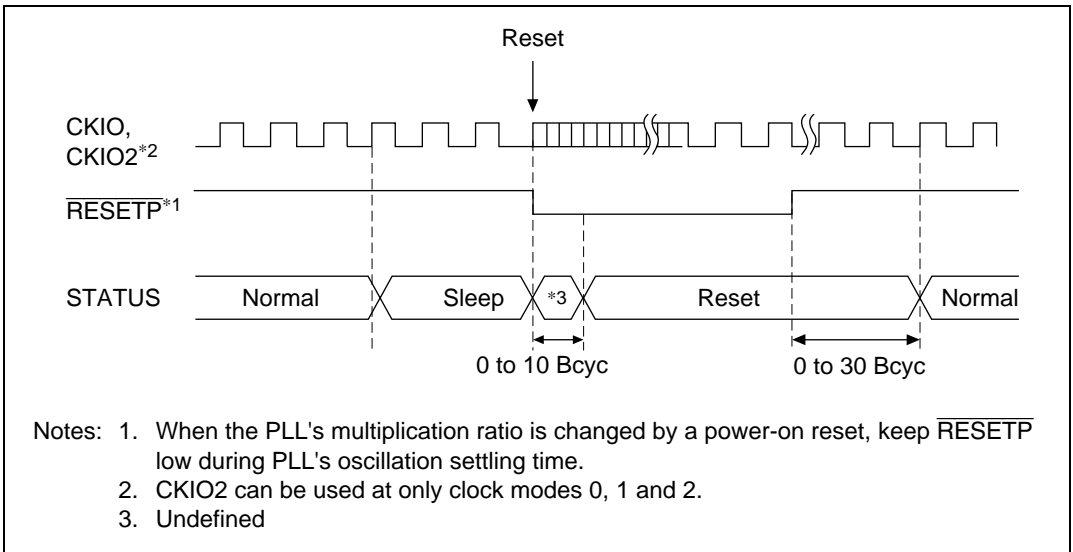 Reset
CKIO,
CKIO2*2
RESETP*1
STATUS
Normal
Sleep
*3
Reset
Normal
0 to 10 Bcyc
0 to 30 Bcyc
Notes: 1. When the PLL's multiplication ratio is changed by a power-on reset, keep RESETP
low during PLL's oscillation settling time.
2. CKIO2 can be used at only clock modes 0, 1 and 2.
3. Undefined